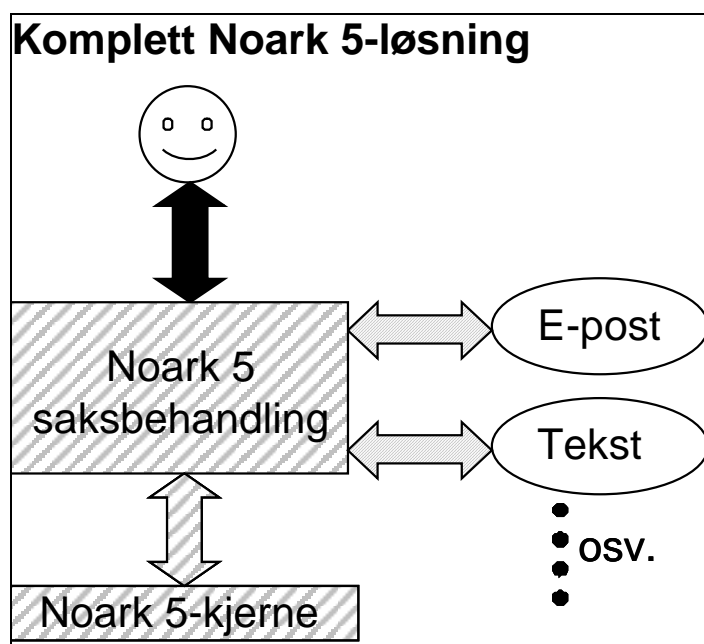 Komplett Noark 5-løsning
Noark 5
saksbehandling
E-post
Tekst
osv.
Noark 5-kjerne